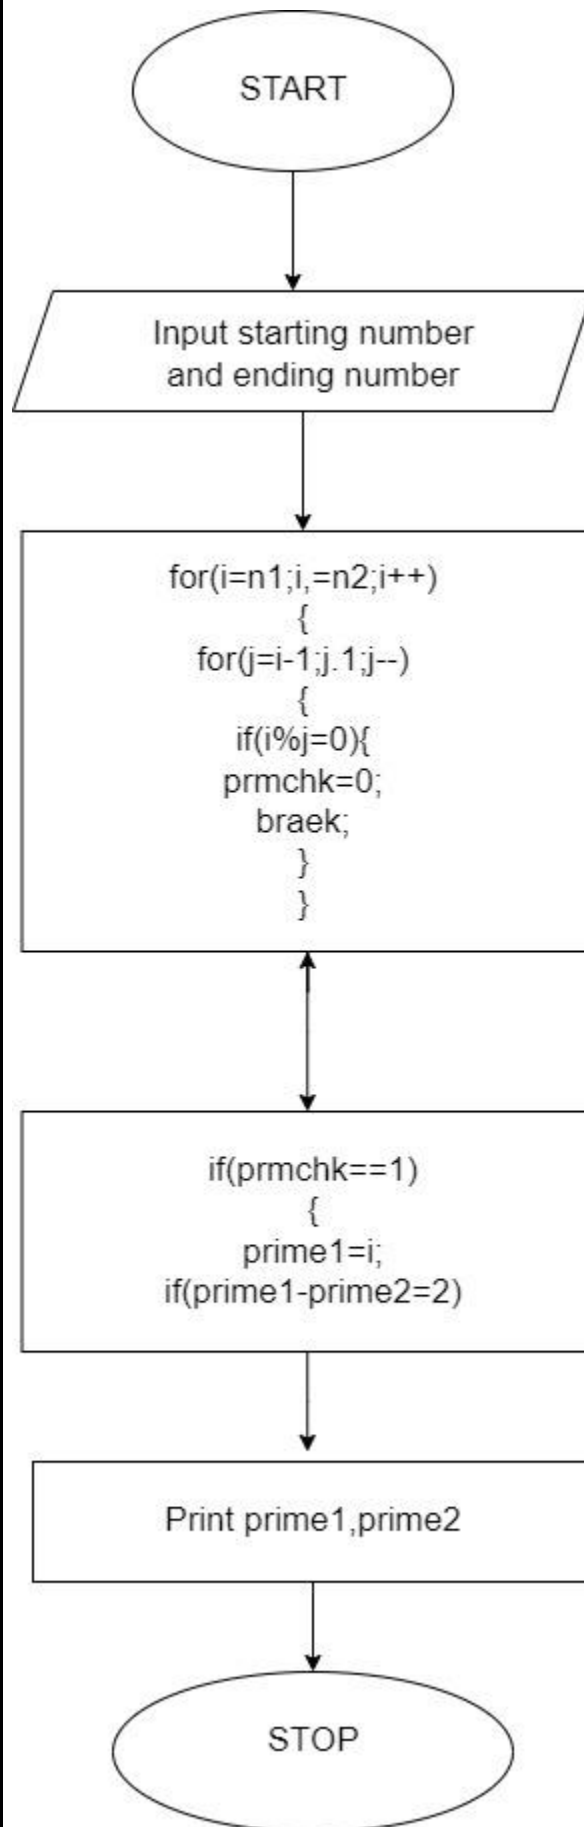 START
Input starting number
and ending number
for(i=n1;i,=n2;i++)
{
for(j=i-1;j.1;j--)
{
if(i%j=0){
prmchk=0;
braek;
}
}
if(prmchk==1)
{
prime1=i;
if(prime1-prime2=2)
Print prime1,prime2
STOP